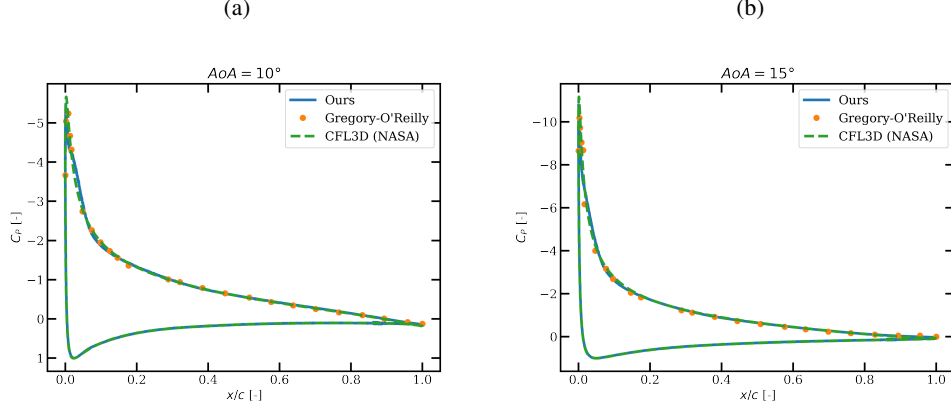 (a)
(b)
AoA = 10°
Ours
Gregory-O'Reilly
CFL3D (NASA)
−5
−4
−3
−2
−1
0
1
C_P [-]
0.0 0.2 0.4 0.6 0.8 1.0
x/c [-]
AoA = 15°
Ours
Gregory-O'Reilly
CFL3D (NASA)
−10
−8
−6
−4
−2
0
C_P [-]
0.0 0.2 0.4 0.6 0.8 1.0
x/c [-]